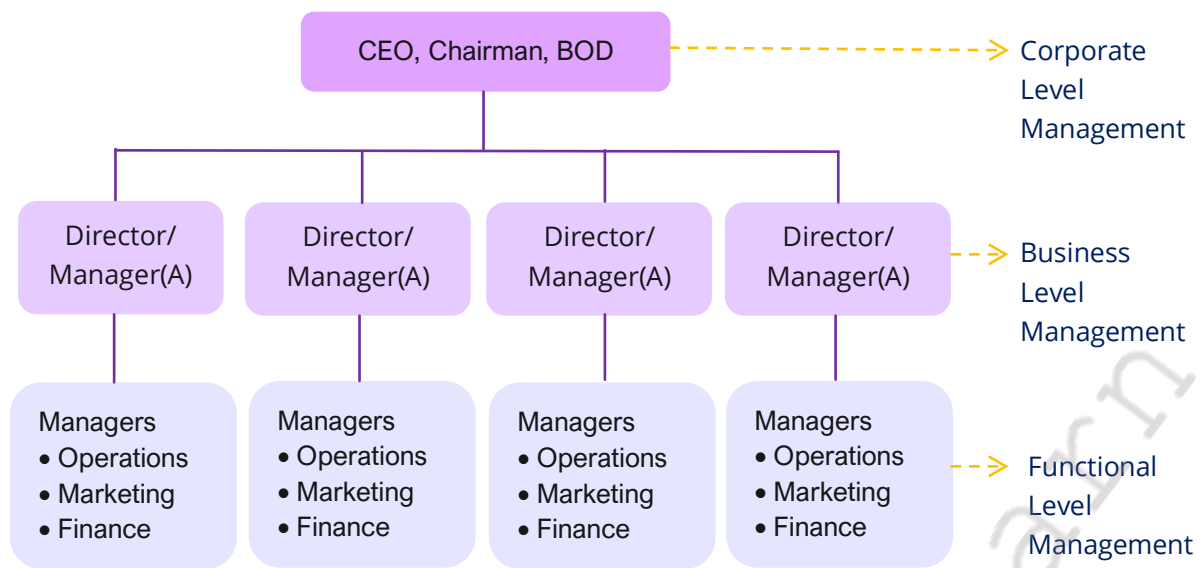 CEO, Chairman, BOD
Corporate
Level
Management
Director/
Manager(A)
Director/
Manager(A)
Director/
Manager(A)
Director/
Manager(A)
Business
Level
Management
Managers
• Operations
• Marketing
• Finance
Managers
• Operations
• Marketing
• Finance
Managers
• Operations
• Marketing
• Finance
Managers
• Operations
• Marketing
• Finance
Functional
Level
Management
arn